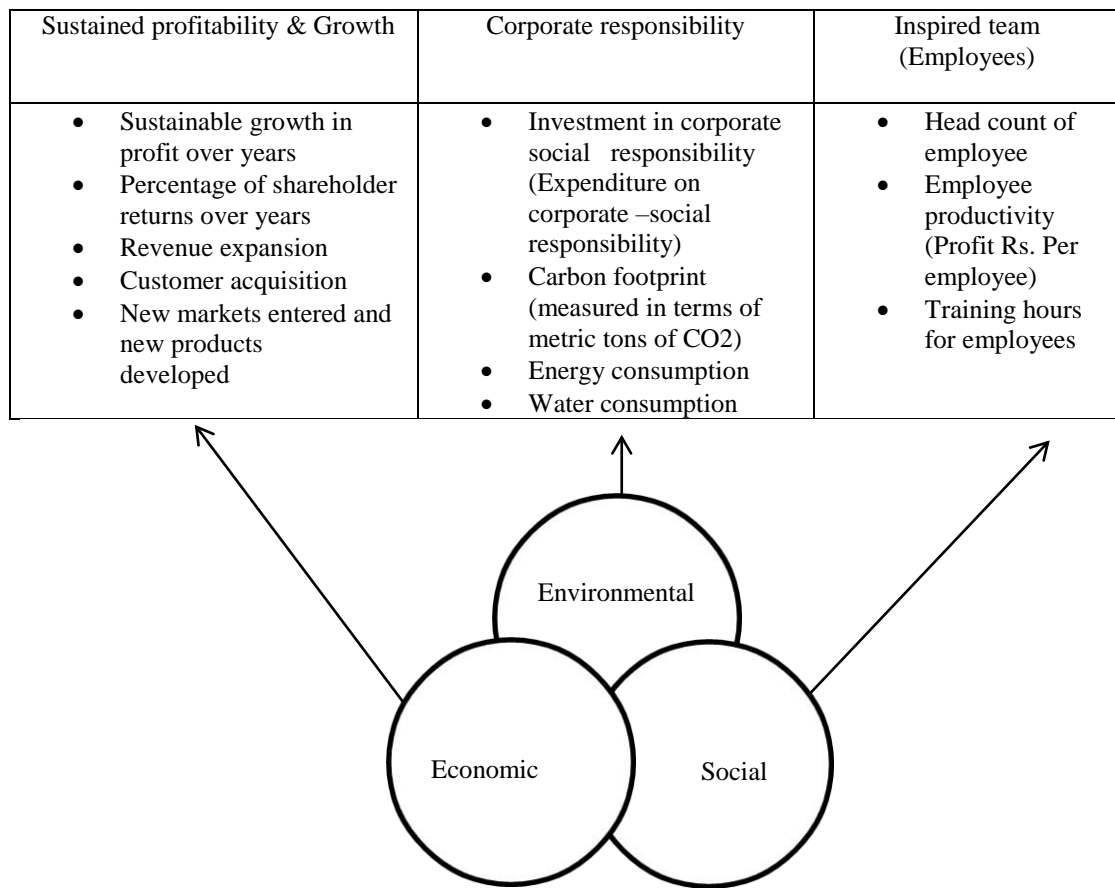 Sustained profitability & Growth
Corporate responsibility
Inspired team
(Employees)
• Sustainable growth in
profit over years
• Percentage of shareholder
returns over years
• Revenue expansion
• Customer acquisition
• New markets entered and
new products
developed
• Investment in corporate
social responsibility
(Expenditure on
corporate –social
responsibility)
• Carbon footprint
(measured in terms of
metric tons of CO2)
• Energy consumption
• Water consumption
• Head count of
employee
• Employee
productivity
(Profit Rs. Per
employee)
• Training hours
for employees
Environmental
Economic
Social